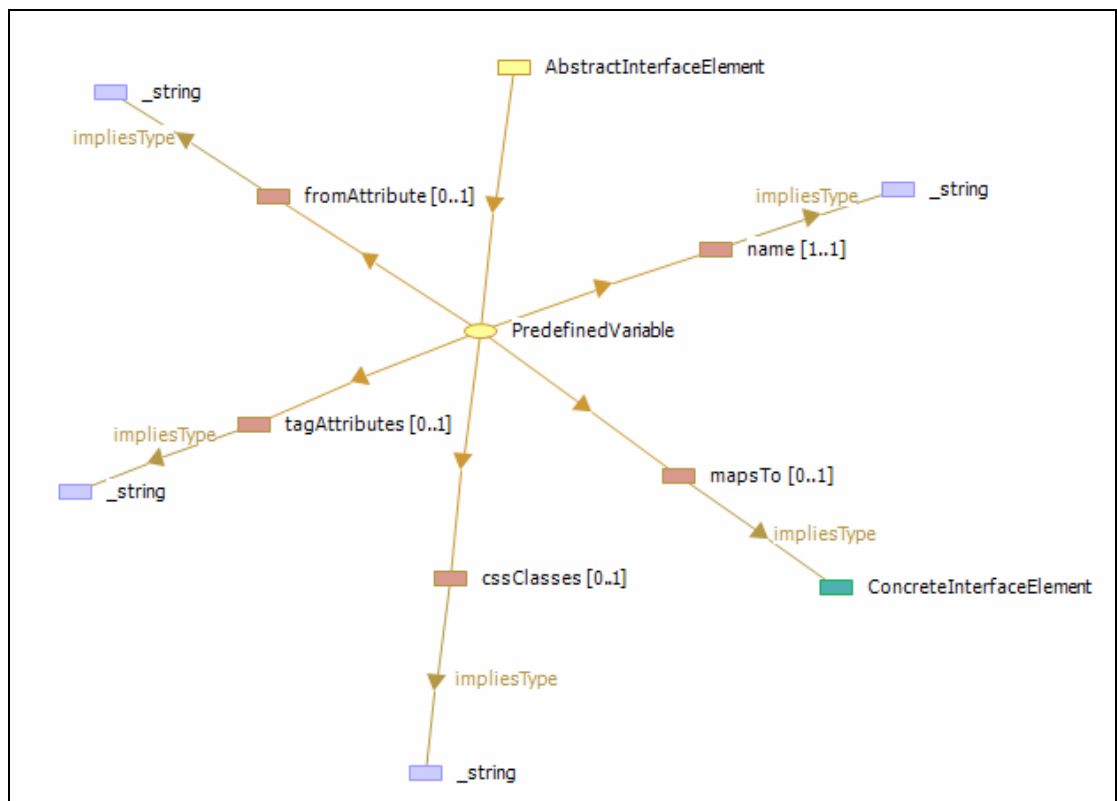 AbstractInterfaceElement
_string
impliesType
fromAttribute [0..1]
_string
impliesType
name [1..1]
PredefinedVariable
tagAttributes [0..1]
impliesType
_string
mapsTo [0..1]
impliesType
ConcreteInterfaceElement
cssClasses [0..1]
impliesType
_string